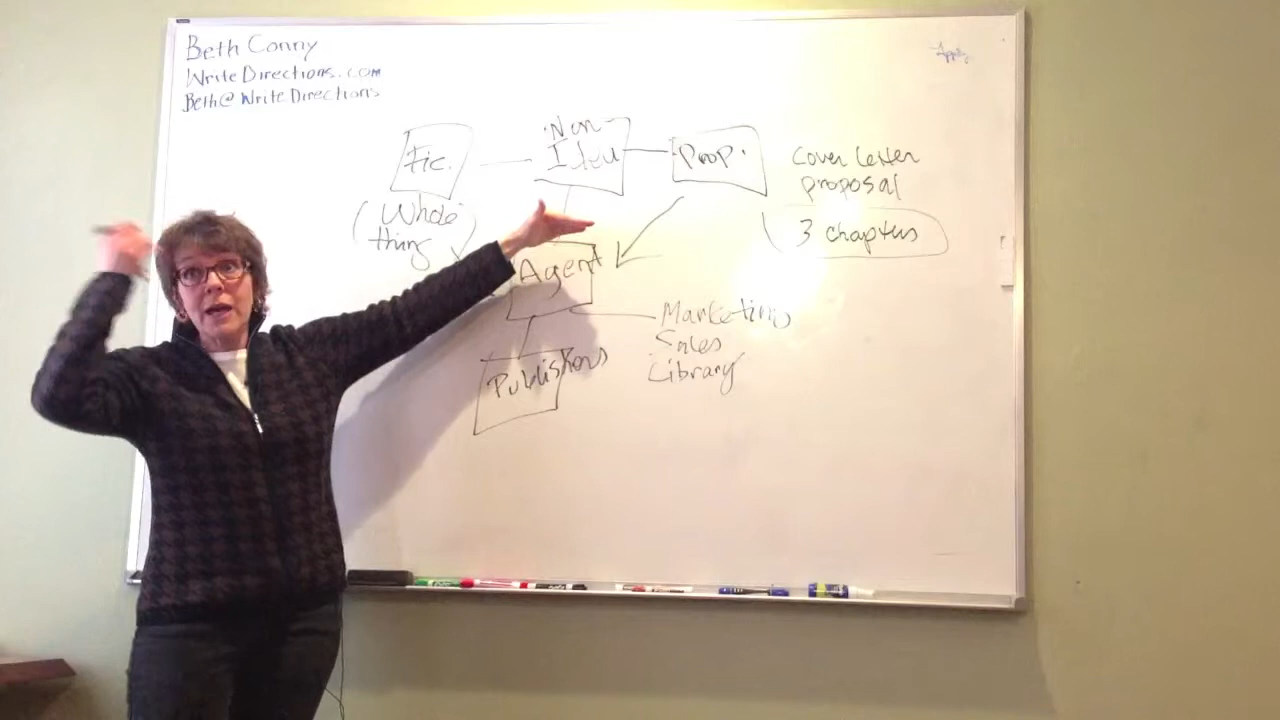 Beth Conny
WriteDirections.com
Beth@WriteDirections
Fic.
Non
Idea
Prop.
Cover Letter
proposal
3 chapters
(Whole
thing
Agent
Marketing
Sales
Library
Publishers